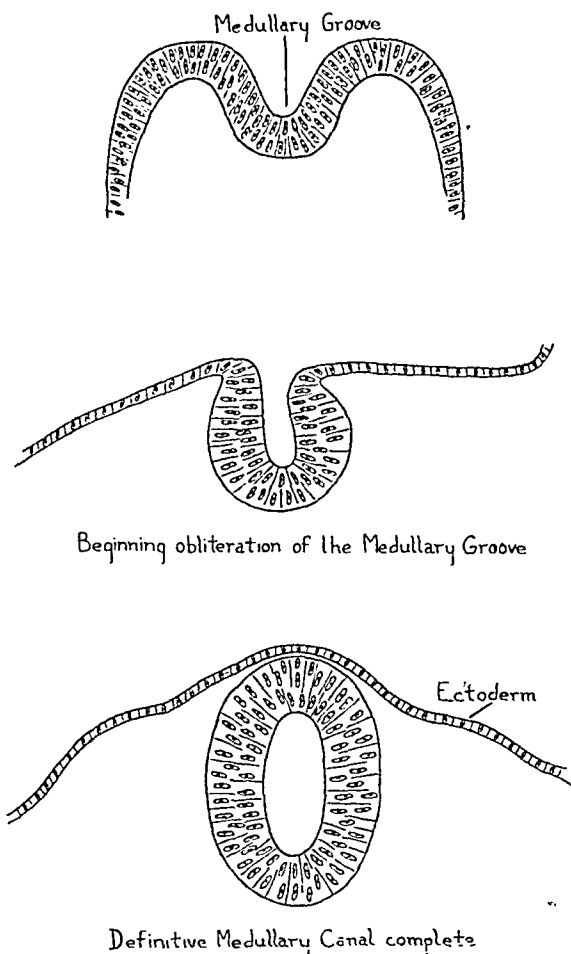 Medullary Groove
Beginning obliteration of the Medullary Groove
Ectoderm
Definitive Medullary Canal complete